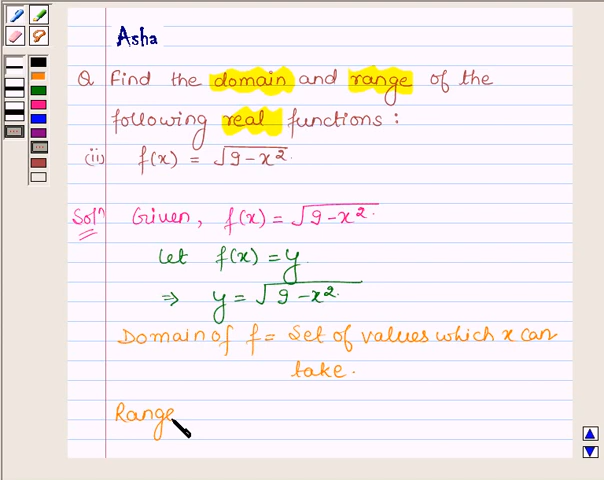 Asha
Q Find the domain and range of the
following real functions :
(ii) f(x) = √9-x².
Solⁿ Given, f(x) = √9-x².
Let f(x) = y
⇒ y = √9-x².
Domain of f = Set of values which x can
take.
Range